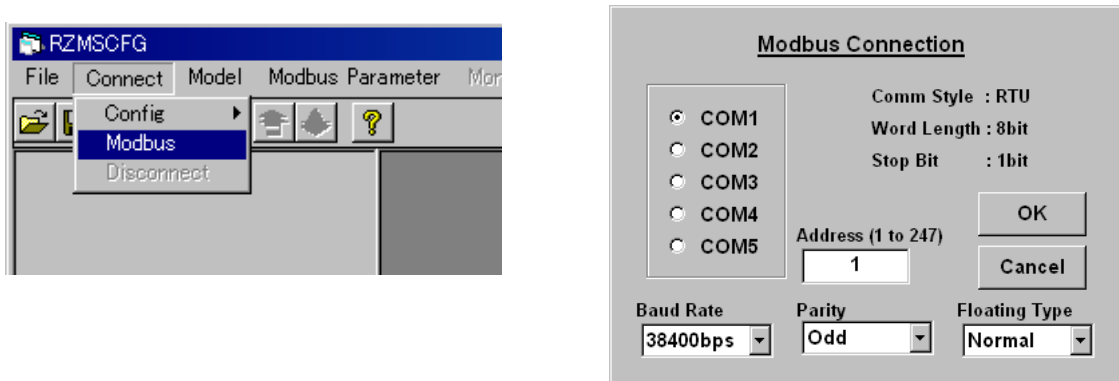 RZMSCFG
File Connect Model Modbus Parameter
Config
Modbus
Disconnect
Modbus Connection
COM1
COM2
COM3
COM4
COM5
Comm Style : RTU
Word Length : 8bit
Stop Bit : 1bit
OK
Cancel
Address (1 to 247)
1
Baud Rate Parity Floating Type
38400bps Odd Normal